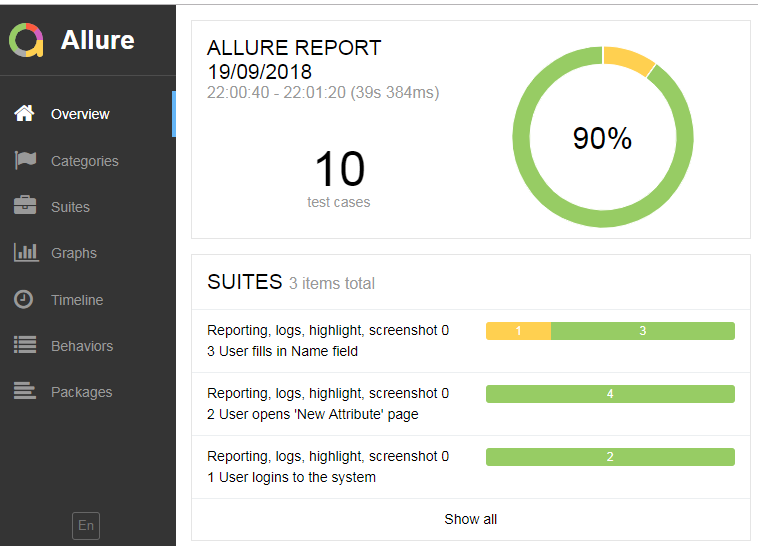 Allure
Overview
Categories
Suites
Graphs
Timeline
Behaviors
Packages
En
ALLURE REPORT
19/09/2018
22:00:40 - 22:01:20 (39s 384ms)
10
test cases
90%
SUITES 3 items total
Reporting, logs, highlight, screenshot 0
3 User fills in Name field
1 3
Reporting, logs, highlight, screenshot 0
2 User opens 'New Attribute' page
4
Reporting, logs, highlight, screenshot 0
1 User logins to the system
2
Show all